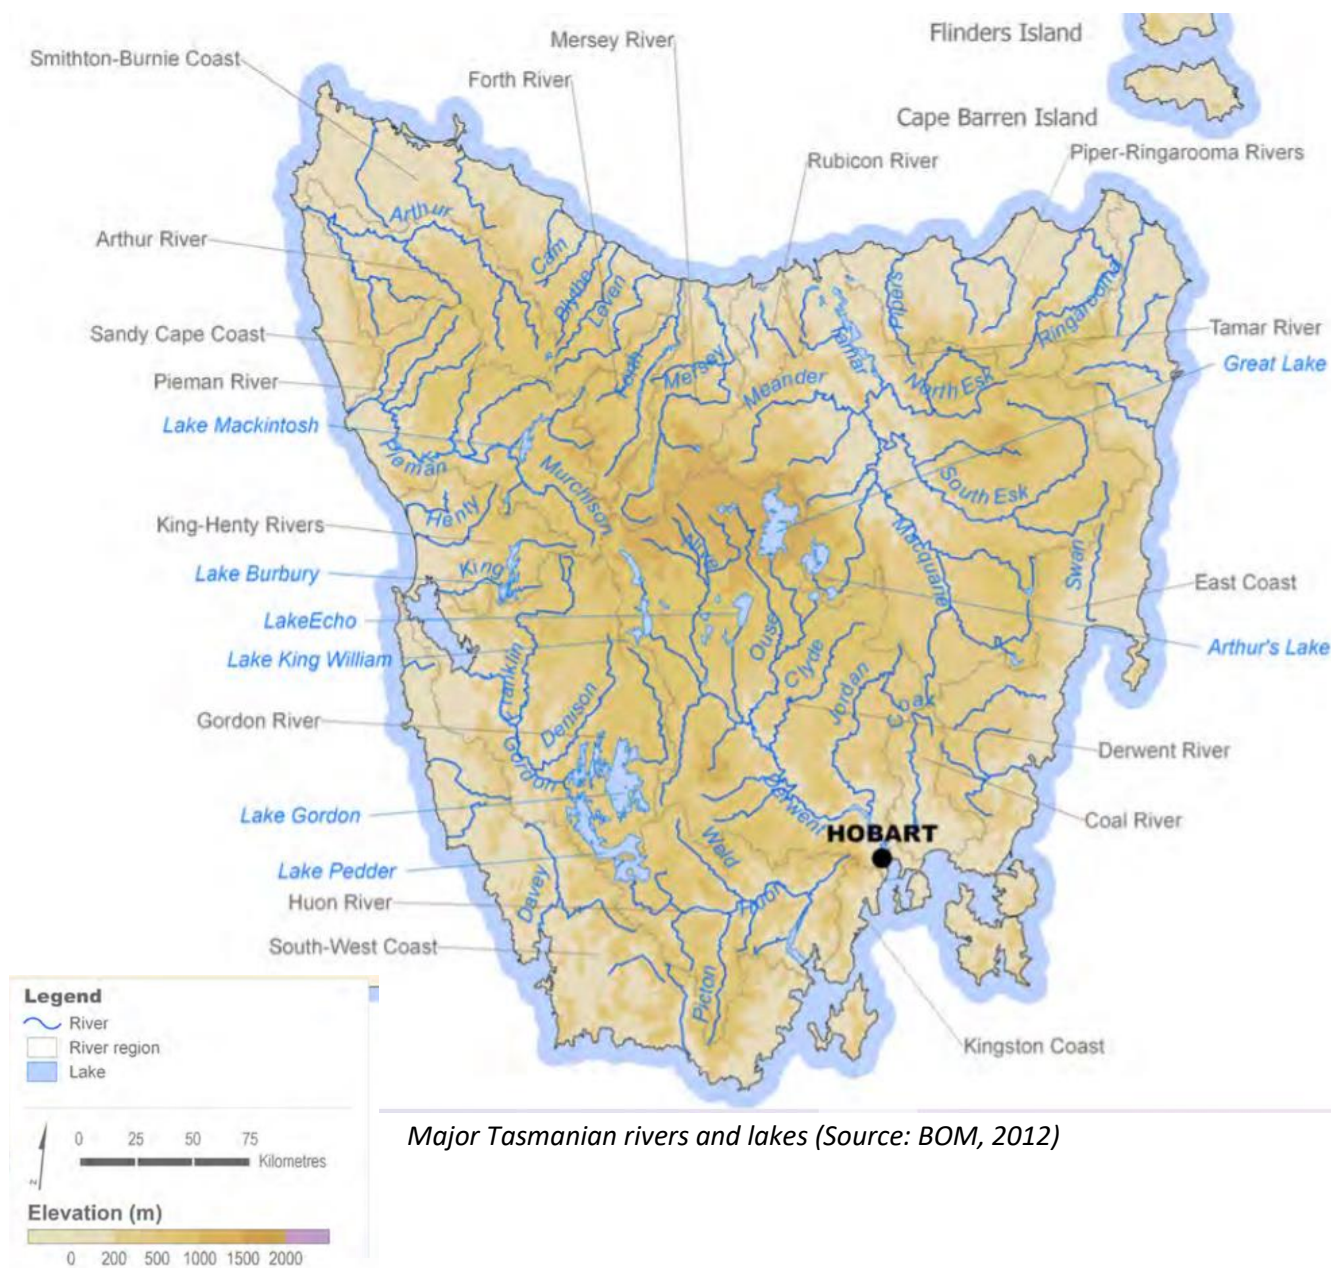 Mersey River
Flinders Island
Smithton-Burnie Coast
Forth River
Cape Barren Island
Rubicon River
Piper-Ringarooma Rivers
Arthur
Arthur River
Cam
Blythe
Leven
Pipers
Ringarooma
Sandy Cape Coast
Tamar River
Tamar
Great Lake
Pieman River
Forth
Mersey
Meander
North Esk
Lake Mackintosh
Pieman
Murchison
South Esk
Henty
King-Henty Rivers
Nive
Macquarie
Swan
Lake Burbury
King
East Coast
LakeEcho
Ouse
Arthur's Lake
Lake King William
Franklin
Clyde
Jordan
Coal
Gordon River
Denison
Gordon
Derwent River
Lake Gordon
Derwent
Coal River
HOBART
Weld
Lake Pedder
Huon River
Huon
Davey
South-West Coast
Picton
Kingston Coast
Legend
River
River region
Lake
0 25 50 75
Kilometres
N
Elevation (m)
0 200 500 1000 1500 2000
Major Tasmanian rivers and lakes (Source: BOM, 2012)